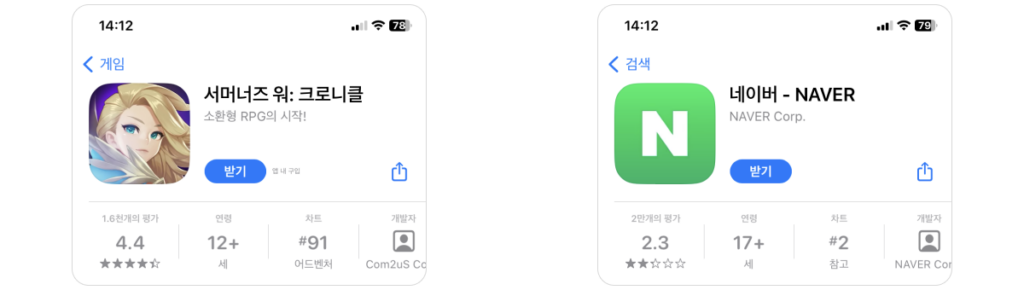 14:12
78
게임
서머너즈 워: 크로니클
소환형 RPG의 시작!
받기
앱 내 구입
1.6천개의 평가
연령
차트
개발자
4.4
12+
#91
세
어드벤처
Com2uS Co
14:12
79
검색
N
네이버 - NAVER
NAVER Corp.
받기
2만개의 평가
연령
차트
개발자
2.3
17+
#2
세
참고
NAVER Cor